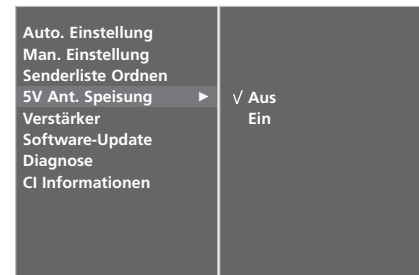 Auto. Einstellung
Man. Einstellung
Senderliste Ordnen
5V Ant. Speisung ►
Verstärker
Software-Update
Diagnose
CI Informationen
√ Aus
Ein